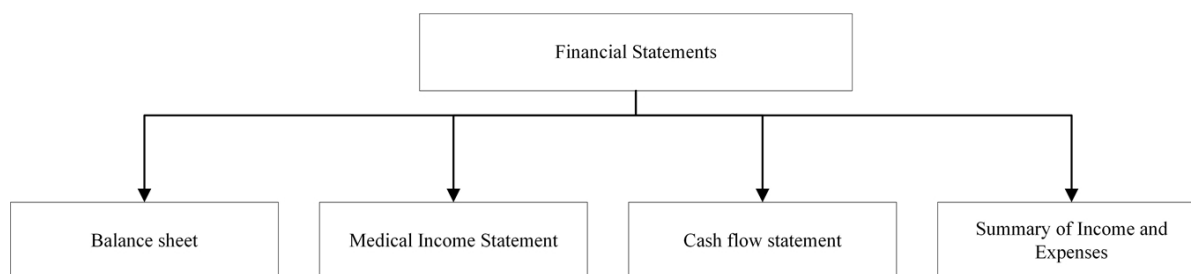 Financial Statements
Balance sheet
Medical Income Statement
Cash flow statement
Summary of Income and
Expenses